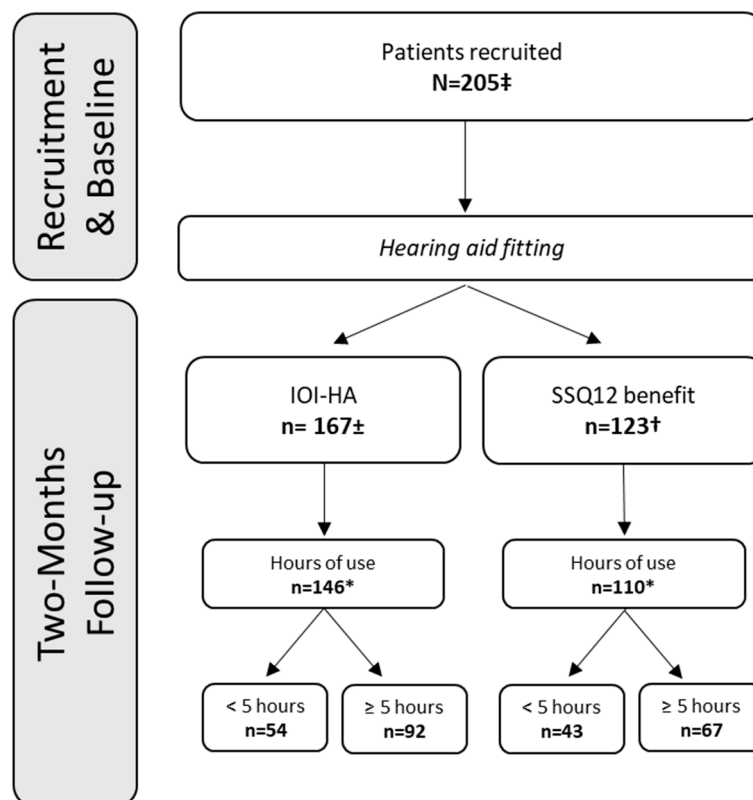 Recruitment
& Baseline
Patients recruited
N=205‡
Hearing aid fitting
Two-Months
Follow-up
IOI-HA
n= 167±
SSQ12 benefit
n=123†
Hours of use
n=146*
Hours of use
n=110*
< 5 hours
n=54
≥ 5 hours
n=92
< 5 hours
n=43
≥ 5 hours
n=67